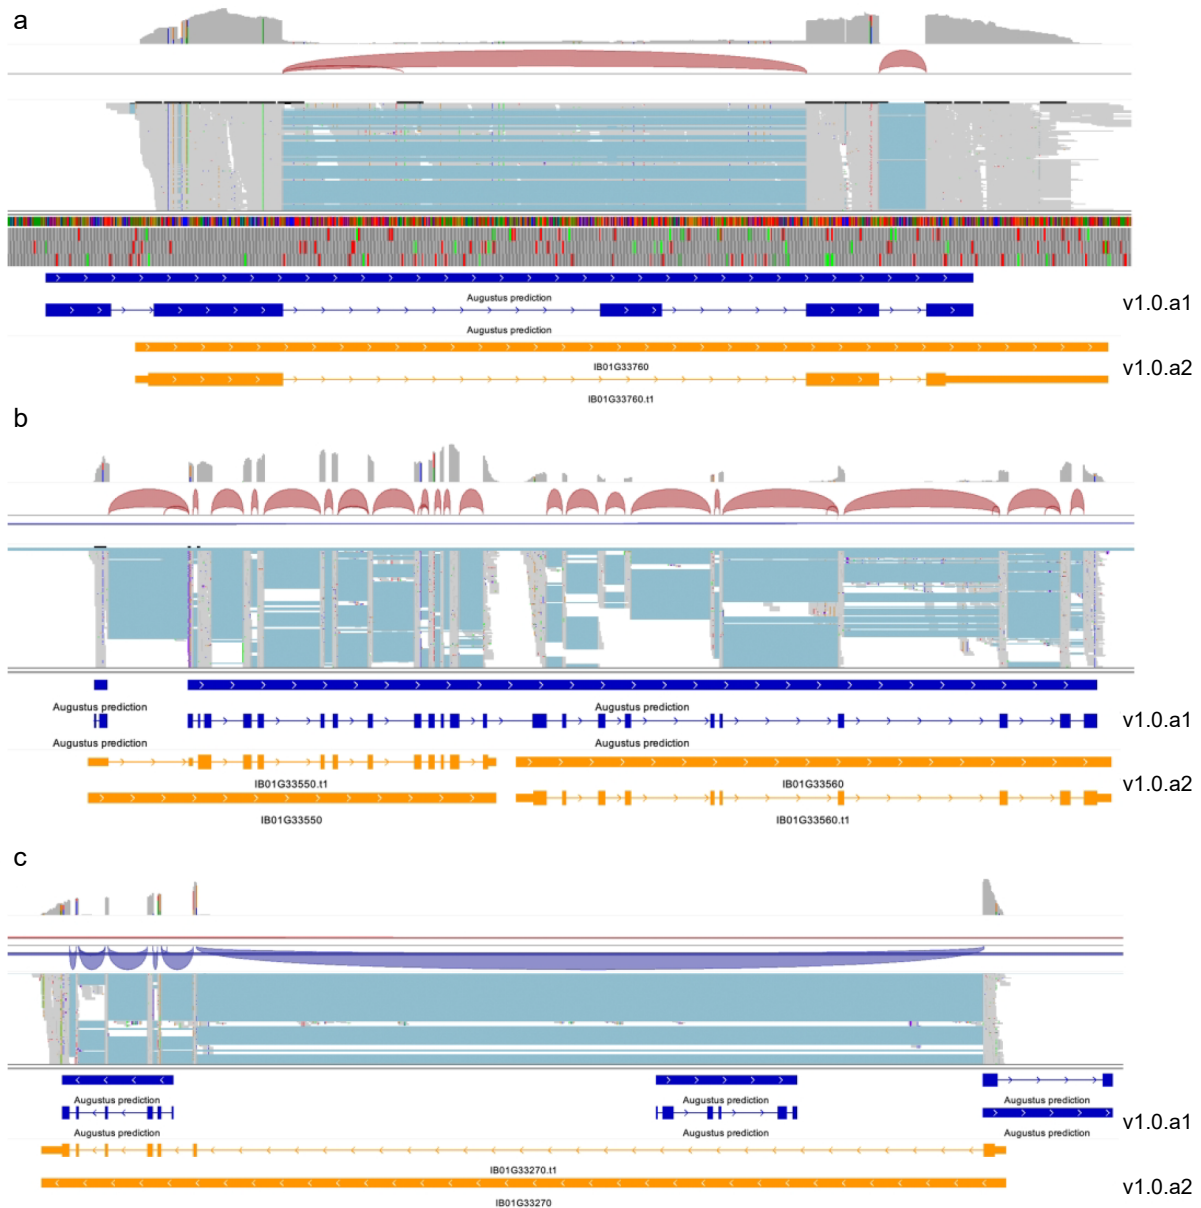 a
Augustus prediction
v1.0.a1
Augustus prediction
IB01G33760
v1.0.a2
IB01G33760.t1
b
Augustus prediction Augustus prediction
v1.0.a1
Augustus prediction Augustus prediction
IB01G33550.t1 IB01G33560
v1.0.a2
IB01G33550 IB01G33560.t1
c
Augustus prediction Augustus prediction Augustus prediction
v1.0.a1
Augustus prediction Augustus prediction Augustus prediction
IB01G33270.t1
v1.0.a2
IB01G33270